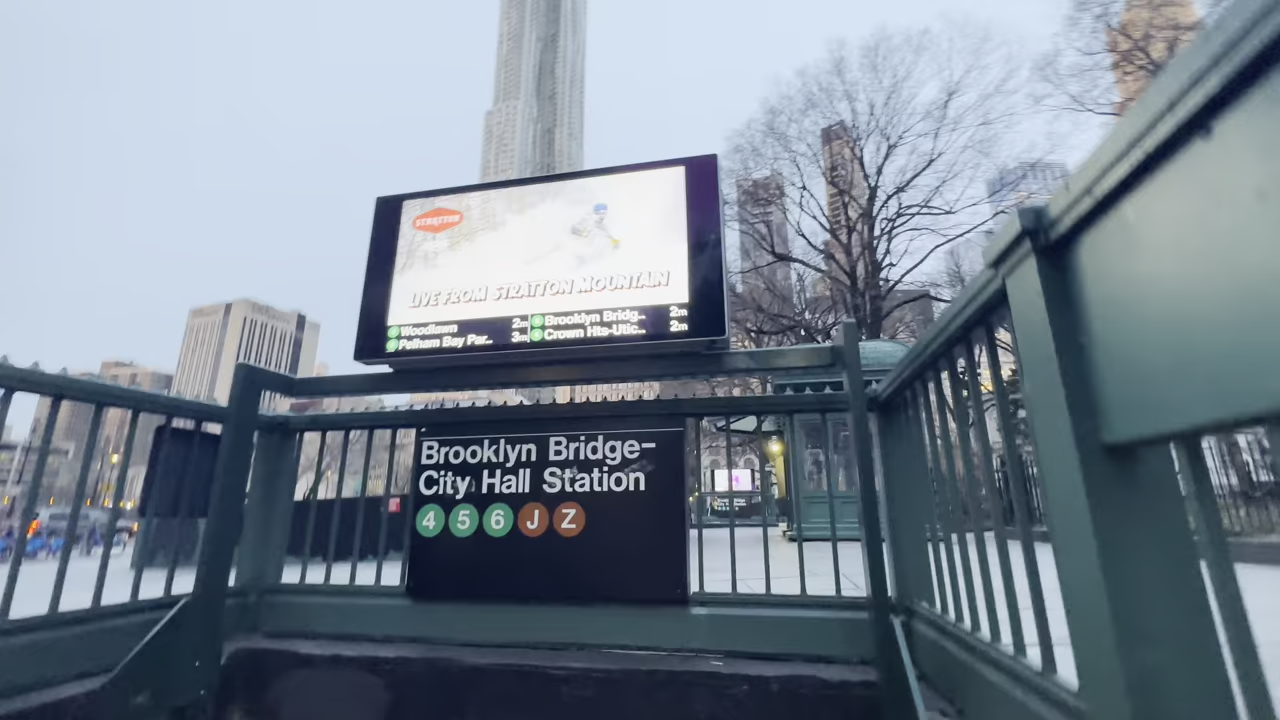 STRATTON
LIVE FROM STRATTON MOUNTAIN
Woodlawn 2m
Pelham Bay Par.. 3m
Brooklyn Bridg.. 2m
Crown Hts-Utic.. 2m
Brooklyn Bridge–
City Hall Station
4 5 6 J Z